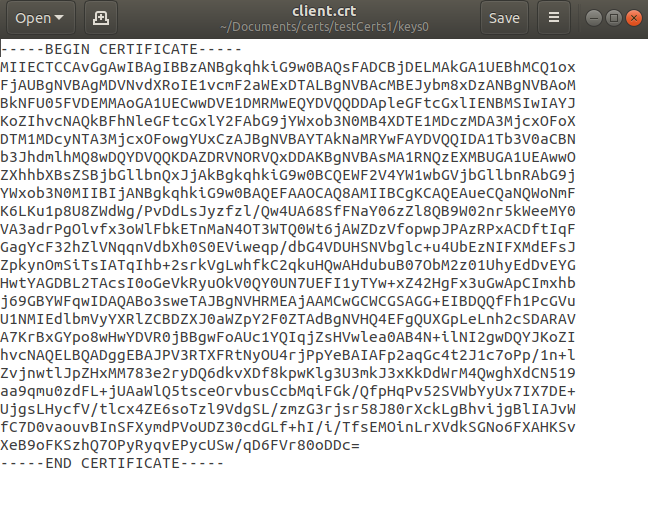 Open
client.crt
~/Documents/certs/testCerts1/keys0
Save
-----BEGIN CERTIFICATE-----
MIIECTCCAvGgAwIBAgIBBzANBgkqhkiG9w0BAQsFADCBjDELMAkGA1UEBhMCQ1ox
FjAUBgNVBAgMDVNvdXRoIE1vcmF2aWExDTALBgNVBAcMBEJybm8xDzANBgNVBAoM
BkNFU05FVDEMMAoGA1UECwwDVE1DMRMwEQYDVQQDDApleGFtcGxlIENBMSIwIAYJ
KoZIhvcNAQkBFhNleGFtcGxlY2FAbG9jYWxob3N0MB4XDTE1MDczMDA3MjcxOFoX
DTM1MDcyNTA3MjcxOFowgYUxCzAJBgNVBAYTAkNaMRYwFAYDVQQIDA1Tb3V0aCBN
b3JhdmlhMQ8wDQYDVQQKDAZDRVNORVQxDDAKBgNVBAsMA1RNQzEXMBUGA1UEAwwO
ZXhhbXBsZSBjbGllbnQxJjAkBgkqhkiG9w0BCQEWF2V4YW1wbGVjbGllbnRAbG9j
YWxob3N0MIIBIjANBgkqhkiG9w0BAQEFAAOCAQ8AMIIBCgKCAQEAueCQaNQWoNmF
K6LKu1p8U8ZWdWg/PvDdLsJyzfzl/Qw4UA68SfFNaY06zZl8QB9W02nr5kWeeMY0
VA3adrPgOlvfx3oWlFbkETnMaN4OT3WTQ0Wt6jAWZDzVfopwpJPAzRPxACDftIqF
GagyCF32hZlVNqqnVdbXh0S0EViweqp/dbG4VDUHSNVbglc+u4UbEzNIFXMdEFsJ
ZpkynOmSiTsIATqIhb+2srkVgLwhfkC2qkuHQwAHdubuB07ObM2z01UhyEdDvEYG
HwtYAGDBL2TAcsI0oGeVkRyuOkV0QY0UN7UEFI1yTYw+xZ42HgFx3uGwApCImxhb
j69GBYWFqwIDAQABo3sweTAJBgNVHRMEAjAAMCwGCWCGSAGG+EIBDQQfFh1PcGVu
U1NMIEdlbmVyYXRlZCBDZXJ0aWZpY2F0ZTAdBgNVHQ4EFgQUXGpLeLnh2cSDARAV
A7KrBxGYpo8wHwYDVR0jBBgwFoAUc1YQIqjZsHVwlea0AB4N+ilNI2gwDQYJKoZI
hvcNAQELBQADggEBAJPV3RTXFRtNyOU4rjPpYeBAIAFp2aqGc4t2J1c7oPp/1n+l
ZvjnwtlJpZHxMM783e2ryDQ6dkvXDf8kpwKlg3U3mkJ3xKkDdWrM4QwghXdCN519
aa9qmu0zdFL+jUAaWlQ5tsceOrvbusCcbMqiFGk/QfpHqPv52SVWbYyUx7IX7DE+
UjgsLHycfV/tlcx4ZE6soTzl9VdgSL/zmzG3rjsr58J80rXckLgBhvijgBlIAJvW
fC7D0vaouvBInSFXymdPVoUDZ30cdGLf+hI/i/TfsEMOinLrXVdkSGNo6FXAHKSv
XeB9oFKSzhQ7OPyRyqvEPycUSw/qD6FVr80oDDc=
-----END CERTIFICATE-----